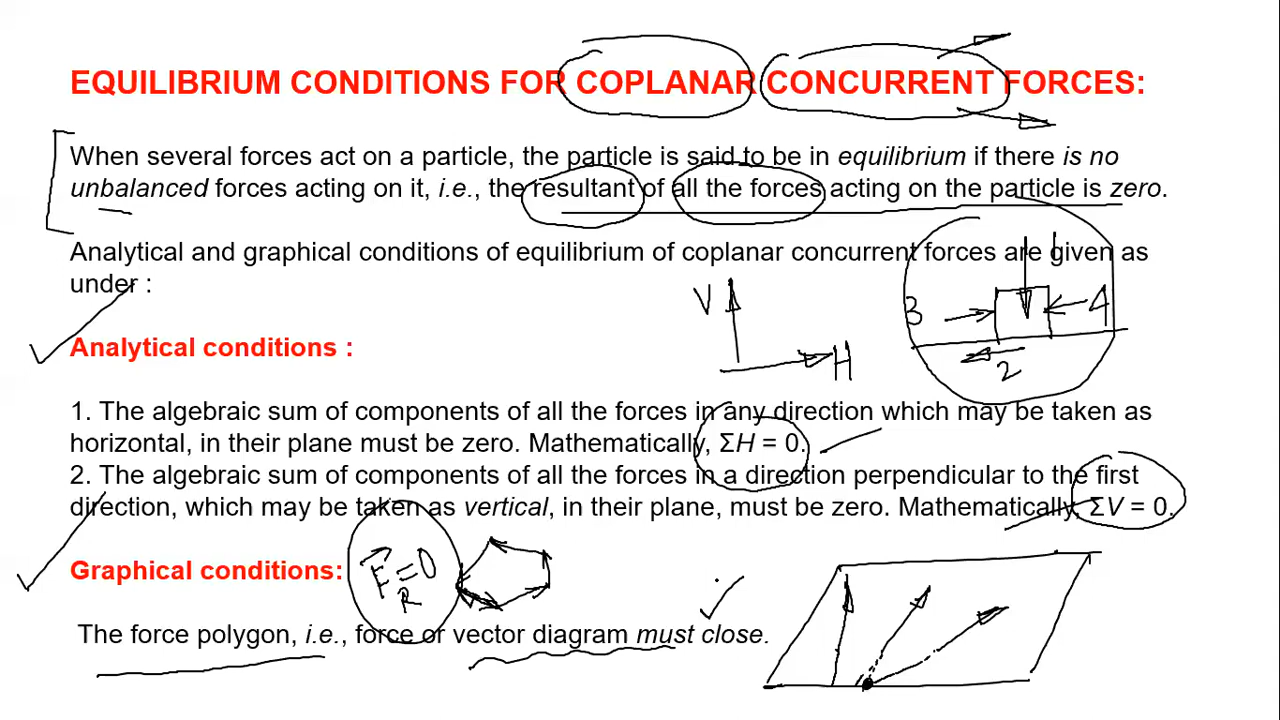 EQUILIBRIUM CONDITIONS FOR COPLANAR CONCURRENT FORCES:
When several forces act on a particle, the particle is said to be in equilibrium if there is no
unbalanced forces acting on it, i.e., the resultant of all the forces acting on the particle is zero.
Analytical and graphical conditions of equilibrium of coplanar concurrent forces are given as
under :
V
H
3
4
2
Analytical conditions :
1. The algebraic sum of components of all the forces in any direction which may be taken as
horizontal, in their plane must be zero. Mathematically, ΣH = 0.
2. The algebraic sum of components of all the forces in a direction perpendicular to the first
direction, which may be taken as vertical, in their plane, must be zero. Mathematically, ΣV = 0.
Graphical conditions:
F_R = 0
The force polygon, i.e., force or vector diagram must close.